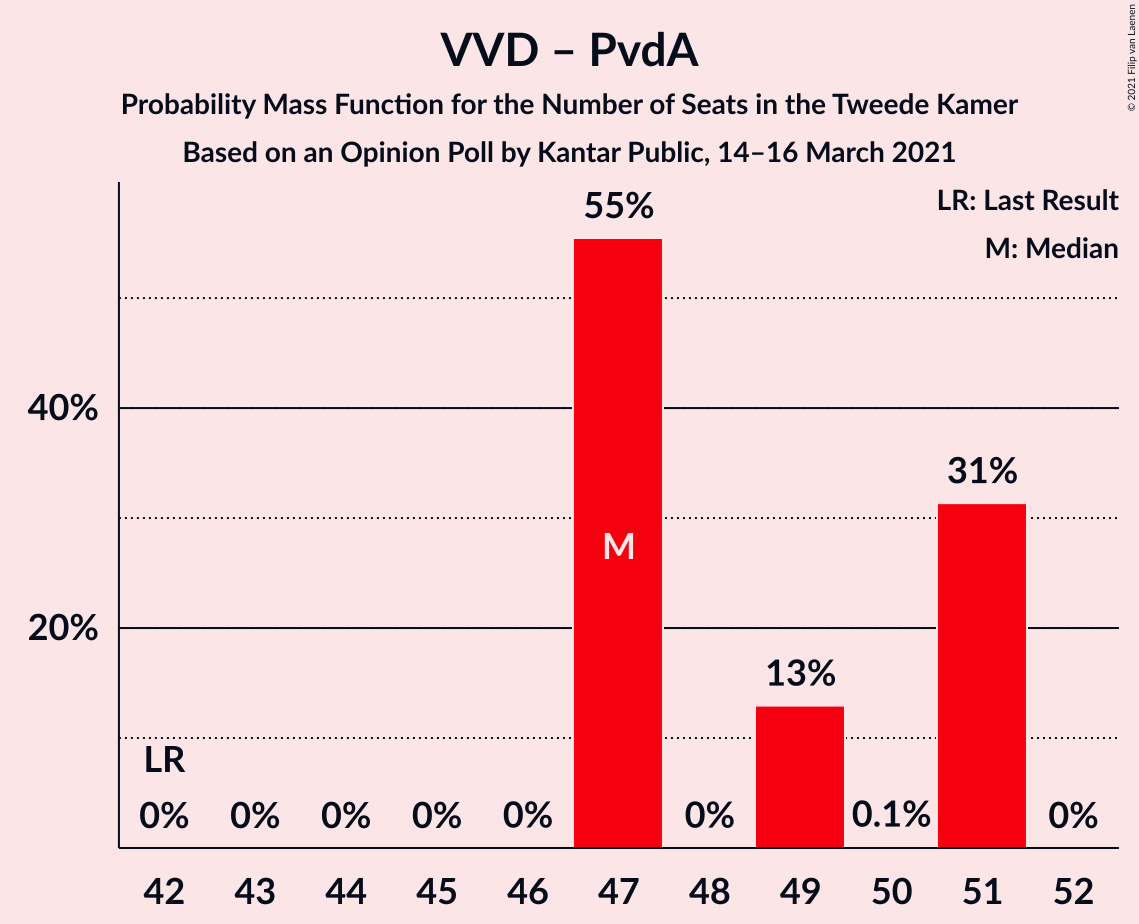 VVD – PvdA
Probability Mass Function for the Number of Seats in the Tweede Kamer
Based on an Opinion Poll by Kantar Public, 14–16 March 2021
© 2021 Filip van Laenen
LR: Last Result
M: Median
55%
40%
31%
M
20%
13%
LR
0% 0% 0% 0% 0% 0% 0.1% 0%
42 43 44 45 46 47 48 49 50 51 52